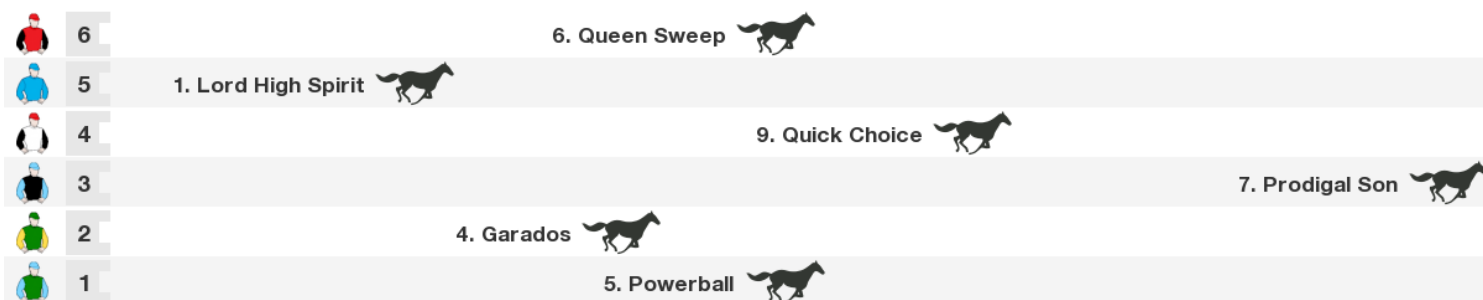 6 6. Queen Sweep
5 1. Lord High Spirit
4 9. Quick Choice
3 7. Prodigal Son
2 4. Garados
1 5. Powerball